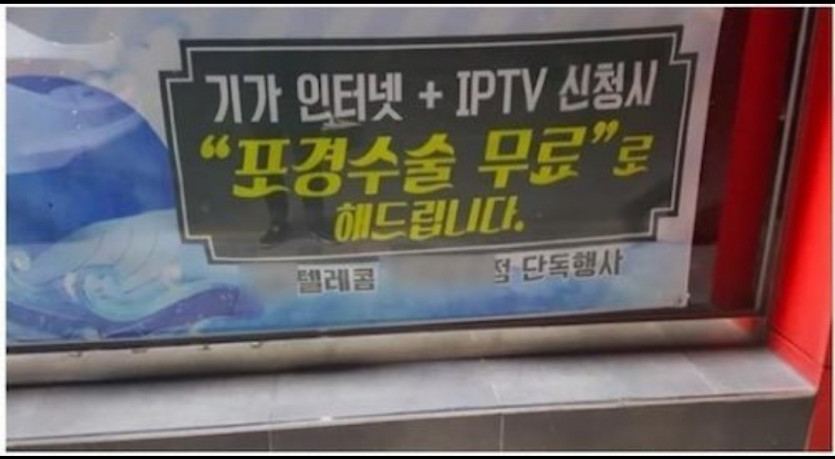 기가 인터넷 + IPTV 신청시
“포경수술 무료”로
해드립니다.
텔레콤 점 단독행사